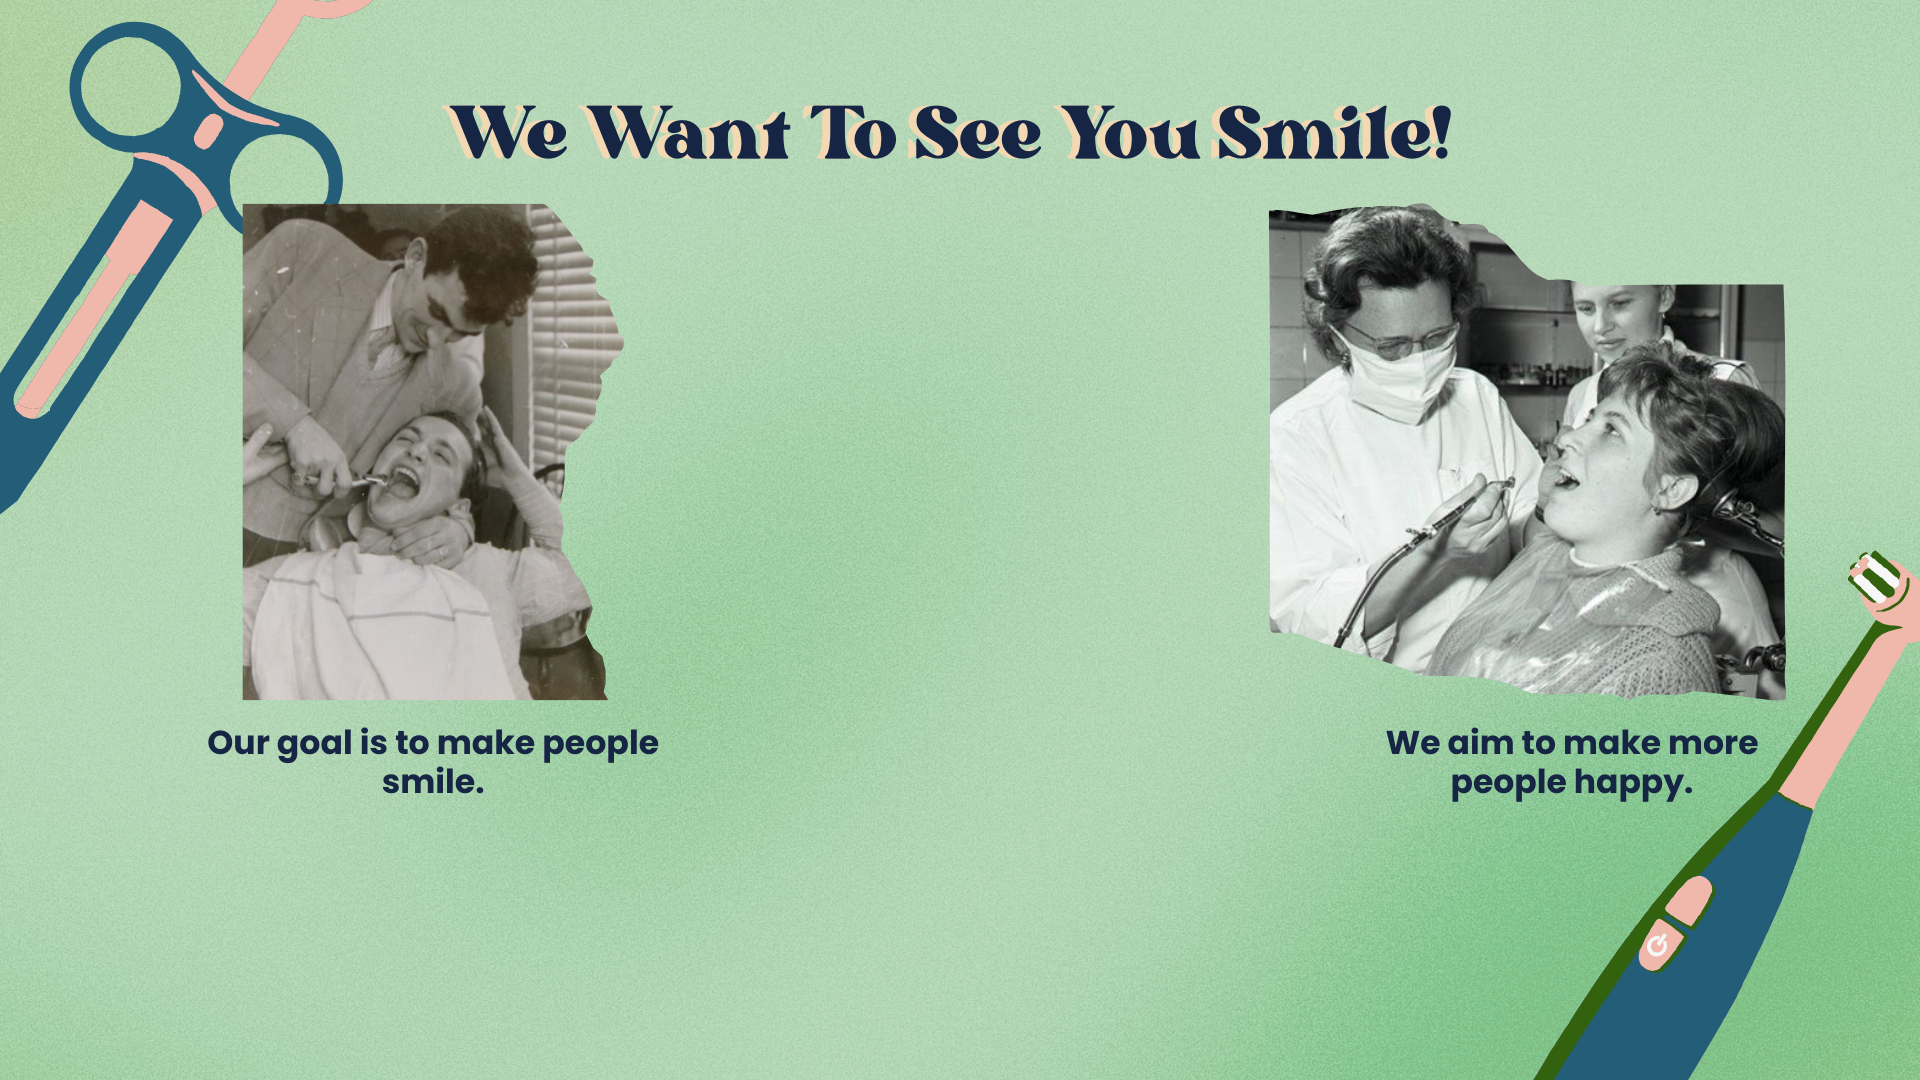 We Want To See You Smile!
Our goal is to make people
smile.
We aim to make more
people happy.